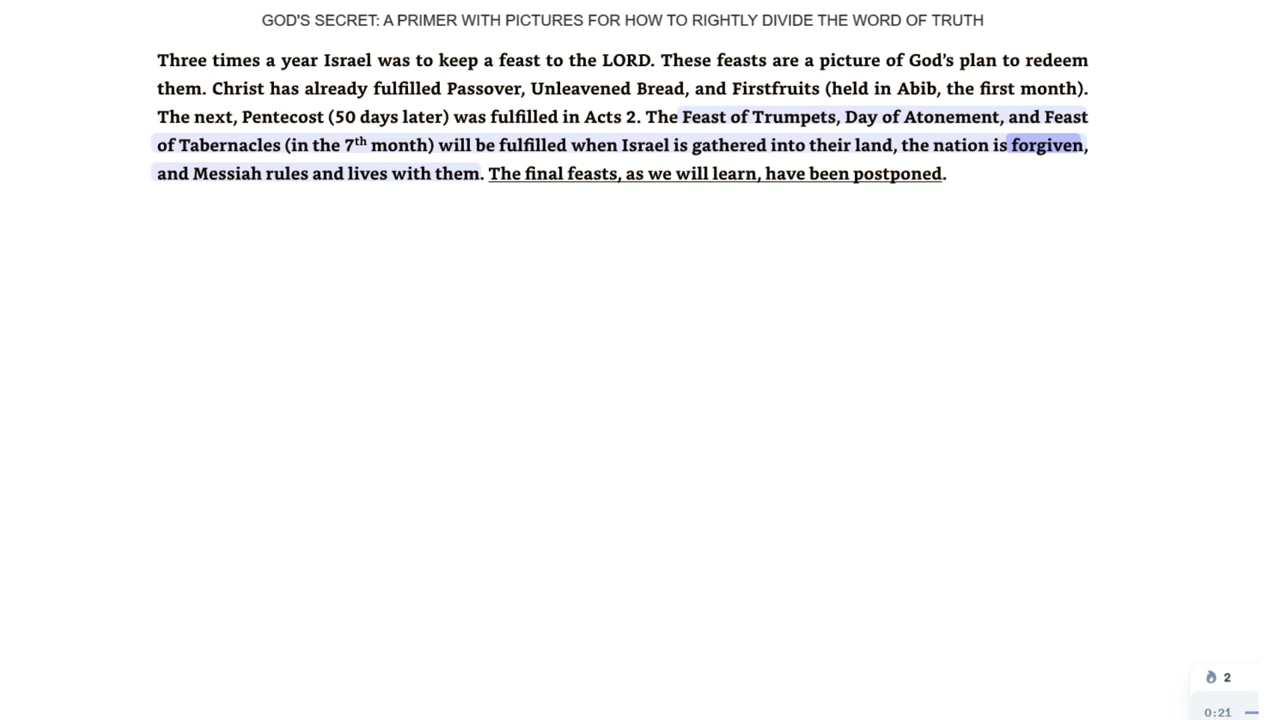 GOD'S SECRET: A PRIMER WITH PICTURES FOR HOW TO RIGHTLY DIVIDE THE WORD OF TRUTH
Three times a year Israel was to keep a feast to the LORD. These feasts are a picture of God’s plan to redeem
them. Christ has already fulfilled Passover, Unleavened Bread, and Firstfruits (held in Abib, the first month).
The next, Pentecost (50 days later) was fulfilled in Acts 2. The Feast of Trumpets, Day of Atonement, and Feast
of Tabernacles (in the 7th month) will be fulfilled when Israel is gathered into their land, the nation is forgiven,
and Messiah rules and lives with them. The final feasts, as we will learn, have been postponed.
2
0:21